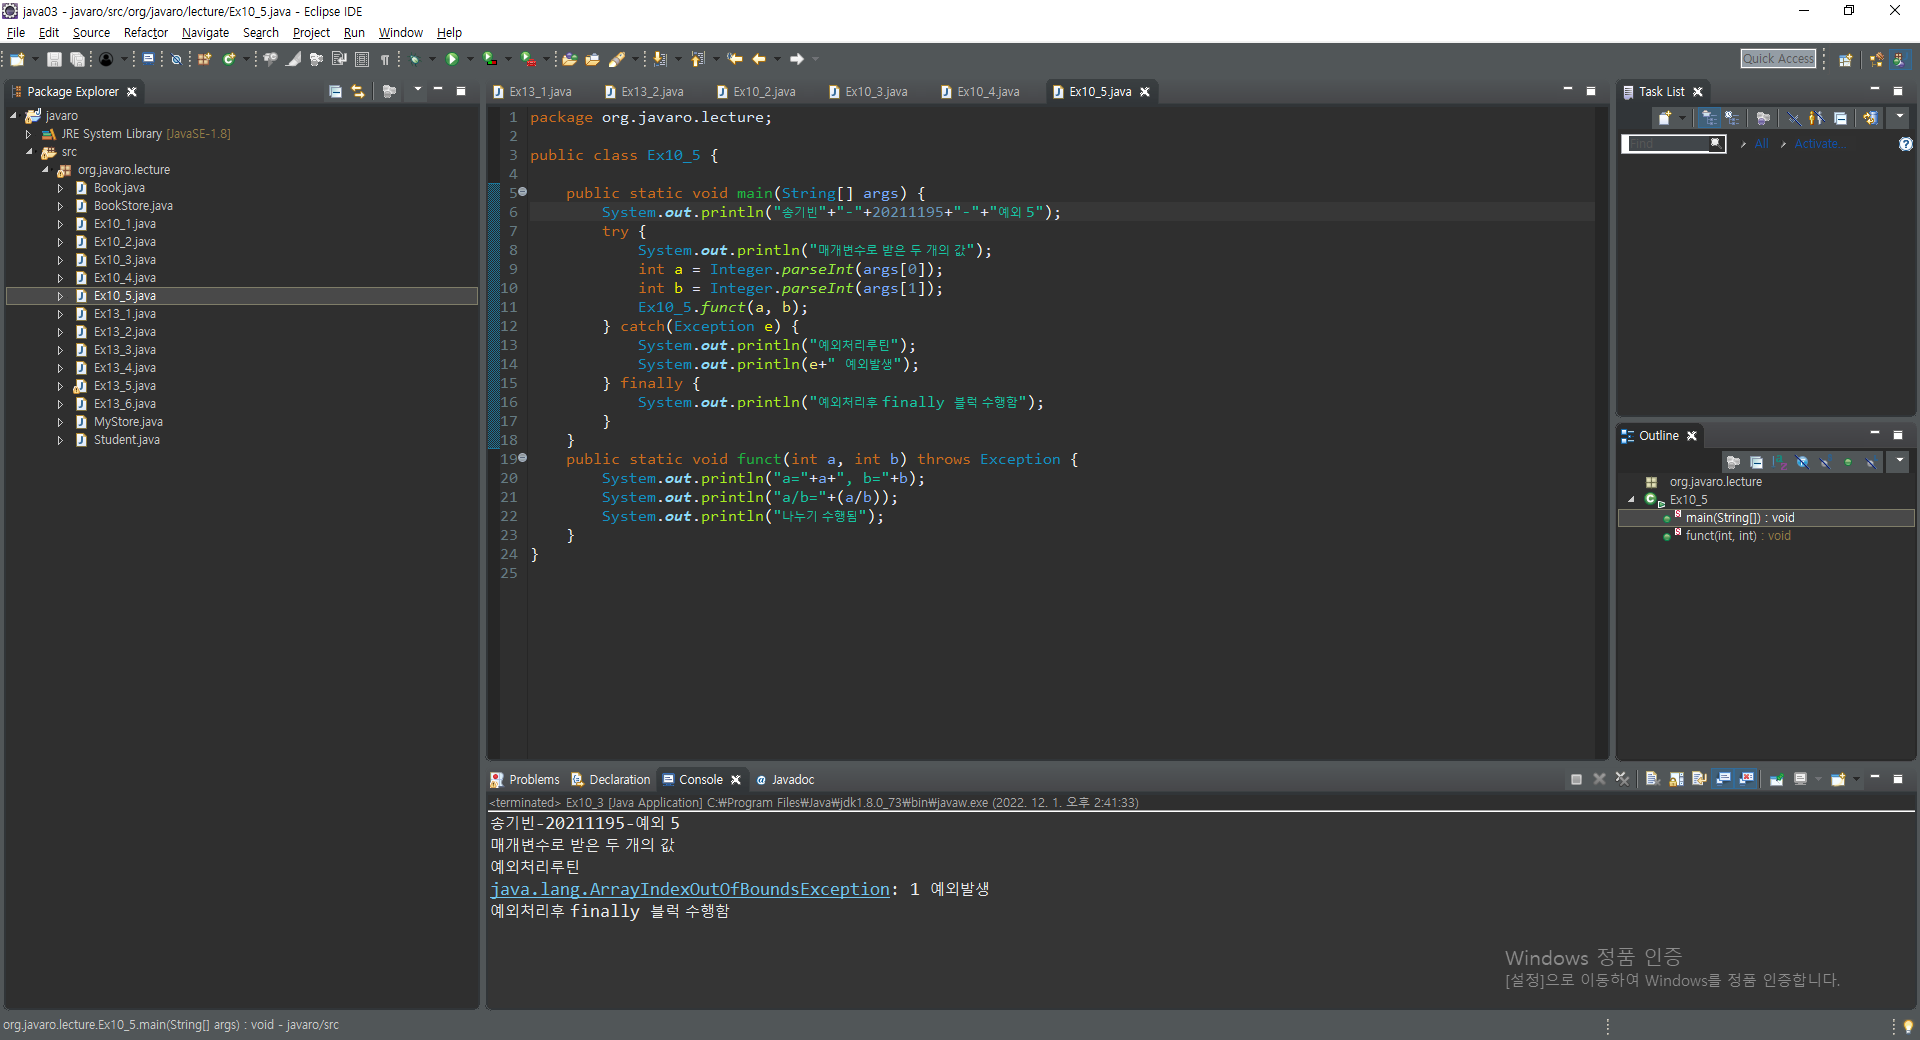 java03 - javaro/src/org/javaro/lecture/Ex10_5.java - Eclipse IDE
File Edit Source Refactor Navigate Search Project Run Window Help
Quick Access
Package Explorer
javaro
JRE System Library [JavaSE-1.8]
src
org.javaro.lecture
Book.java
BookStore.java
Ex10_1.java
Ex10_2.java
Ex10_3.java
Ex10_4.java
Ex10_5.java
Ex13_1.java
Ex13_2.java
Ex13_3.java
Ex13_4.java
Ex13_5.java
Ex13_6.java
MyStore.java
Student.java
Ex13_1.java Ex13_2.java Ex10_2.java Ex10_3.java Ex10_4.java Ex10_5.java
1 package org.javaro.lecture;
2
3 public class Ex10_5 {
4
5 public static void main(String[] args) {
6 System.out.println("송기빈"+"-"+20211195+"-"+"예외 5");
7 try {
8 System.out.println("매개변수로 받은 두 개의 값");
9 int a = Integer.parseInt(args[0]);
10 int b = Integer.parseInt(args[1]);
11 Ex10_5.funct(a, b);
12 } catch(Exception e) {
13 System.out.println("예외처리루틴");
14 System.out.println(e+" 예외발생");
15 } finally {
16 System.out.println("예외처리후 finally 블럭 수행함");
17 }
18 }
19 public static void funct(int a, int b) throws Exception {
20 System.out.println("a="+a+", b="+b);
21 System.out.println("a/b="+(a/b));
22 System.out.println("나누기 수행됨");
23 }
24 }
25
Task List
Find All Activate...
Outline
org.javaro.lecture
Ex10_5
main(String[]) : void
funct(int, int) : void
Problems Declaration Console Javadoc
<terminated> Ex10_3 [Java Application] C:₩Program Files₩Java₩jdk1.8.0_73₩bin₩javaw.exe (2022. 12. 1. 오후 2:41:33)
송기빈-20211195-예외 5
매개변수로 받은 두 개의 값
예외처리루틴
java.lang.ArrayIndexOutOfBoundsException: 1 예외발생
예외처리후 finally 블럭 수행함
Windows 정품 인증
[설정]으로 이동하여 Windows를 정품 인증합니다.
org.javaro.lecture.Ex10_5.main(String[] args) : void - javaro/src